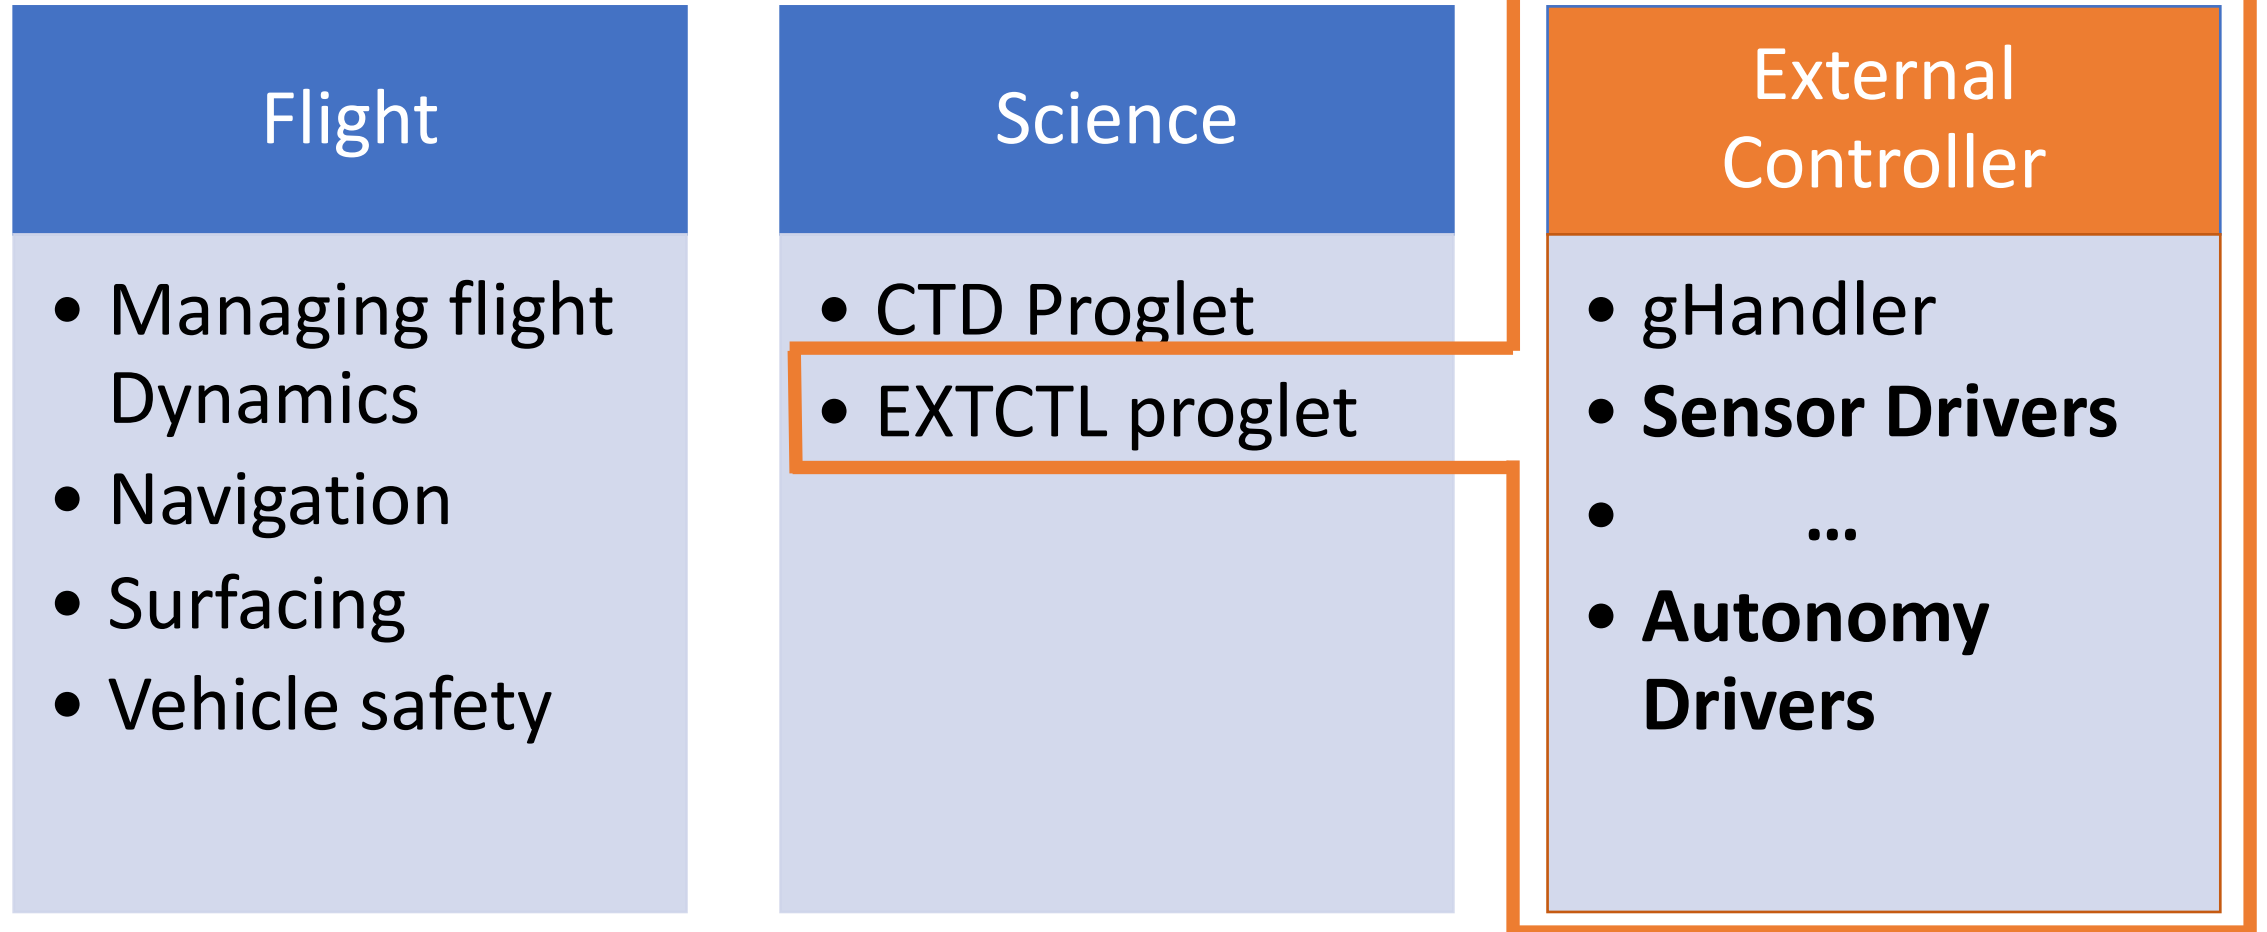 Flight
• Managing flight
Dynamics
• Navigation
• Surfacing
• Vehicle safety
Science
• CTD Proglet
• EXTCTL proglet
External
Controller
• gHandler
• Sensor Drivers
• ...
• Autonomy
Drivers